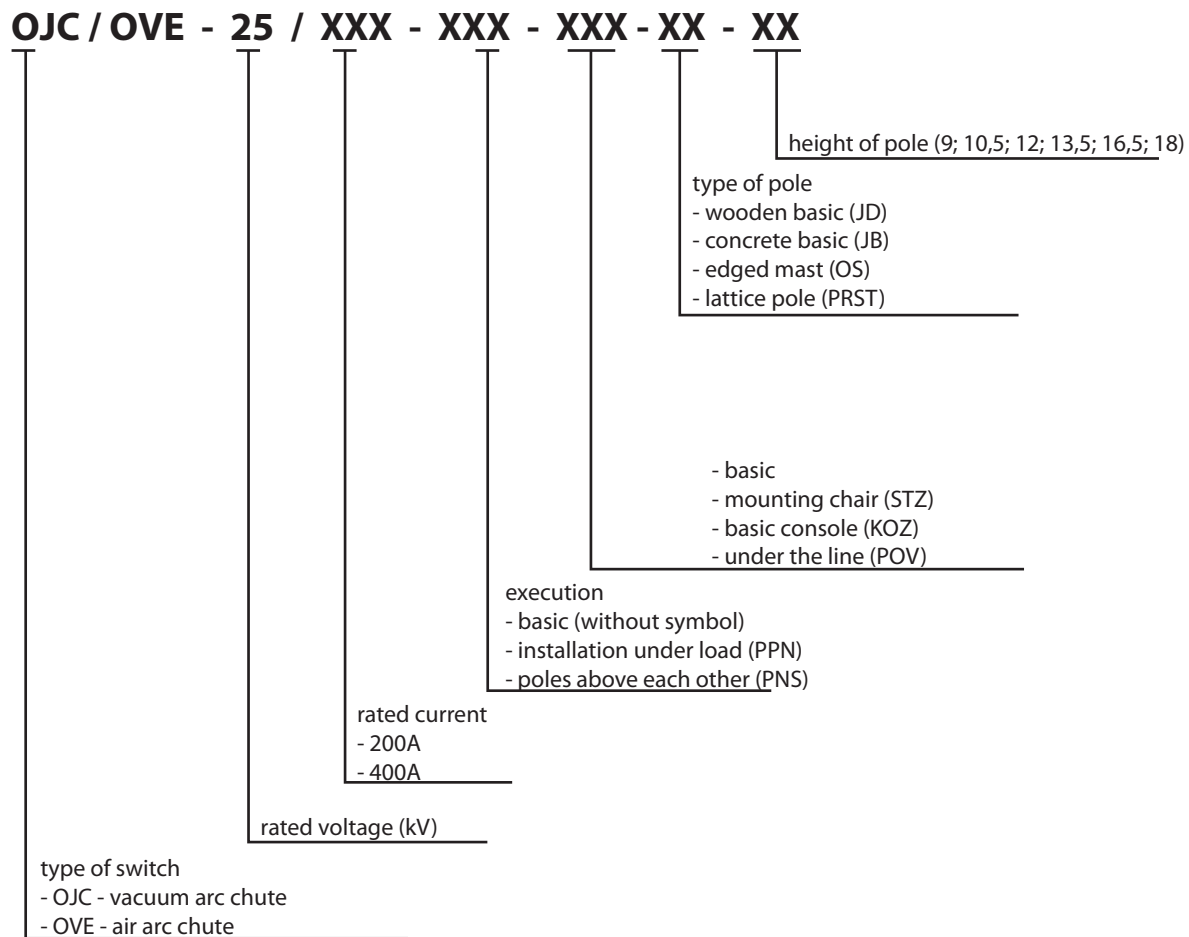 OJC / OVE - 25 / XXX - XXX - XXX - XX - XX
height of pole (9; 10,5; 12; 13,5; 16,5; 18)
type of pole
- wooden basic (JD)
- concrete basic (JB)
- edged mast (OS)
- lattice pole (PRST)
- basic
- mounting chair (STZ)
- basic console (KOZ)
- under the line (POV)
execution
- basic (without symbol)
- installation under load (PPN)
- poles above each other (PNS)
rated current
- 200A
- 400A
rated voltage (kV)
type of switch
- OJC - vacuum arc chute
- OVE - air arc chute